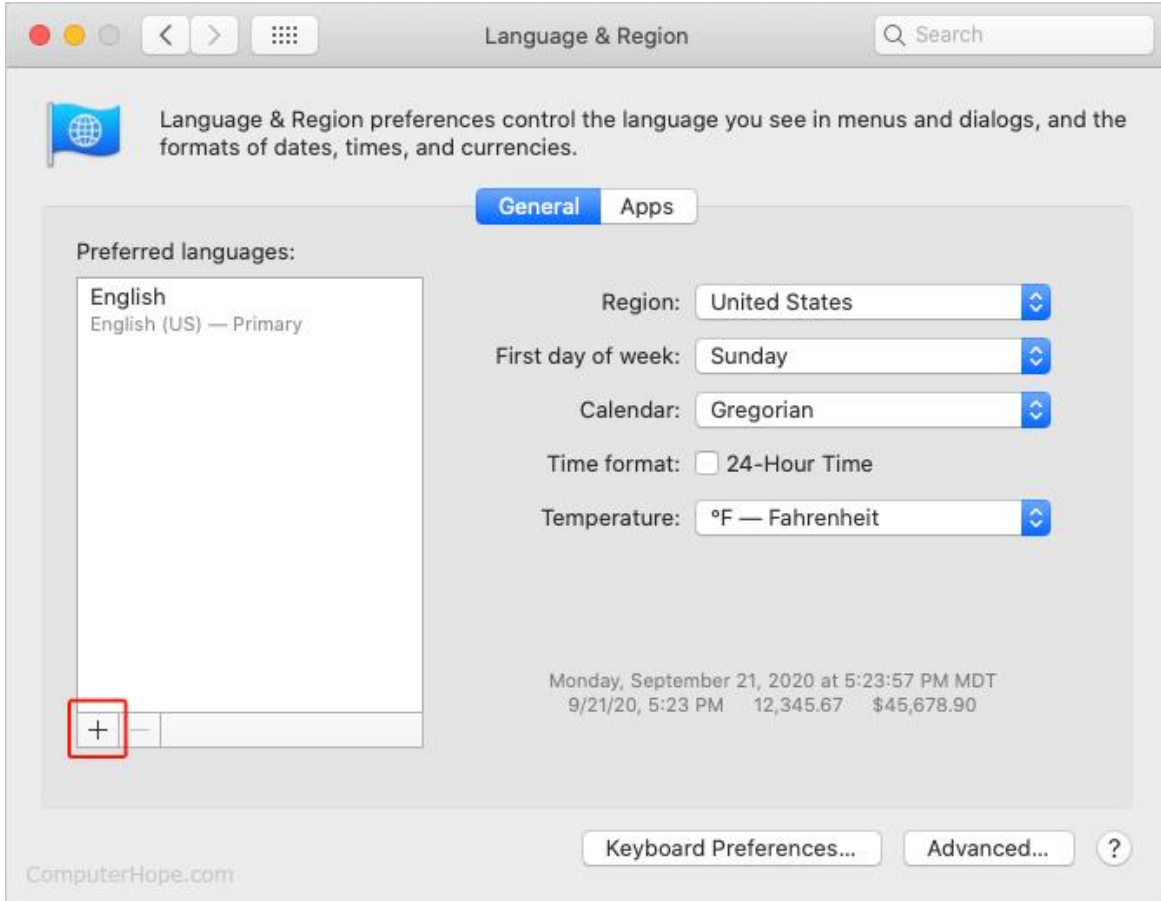 Language & Region
Search
Language & Region preferences control the language you see in menus and dialogs, and the
formats of dates, times, and currencies.
General
Apps
Preferred languages:
English
English (US) — Primary
Region: United States
First day of week: Sunday
Calendar: Gregorian
Time format: 24-Hour Time
Temperature: °F — Fahrenheit
Monday, September 21, 2020 at 5:23:57 PM MDT
9/21/20, 5:23 PM 12,345.67 $45,678.90
+ −
Keyboard Preferences... Advanced... ?
ComputerHope.com